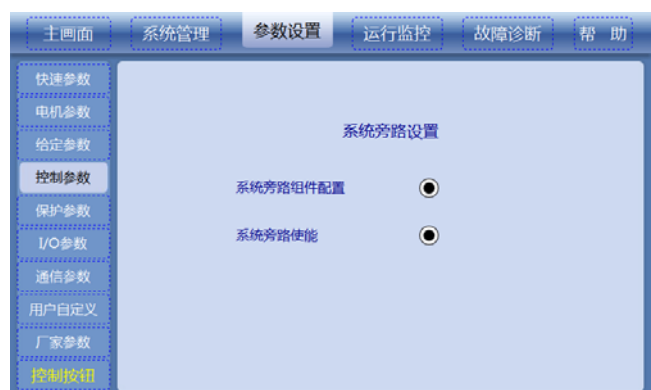 主画面 系统管理 参数设置 运行监控 故障诊断 帮 助
快速参数
电机参数
给定参数
控制参数
保护参数
I/O参数
通信参数
用户自定义
厂家参数
控制按钮
系统旁路设置
系统旁路组件配置
系统旁路使能